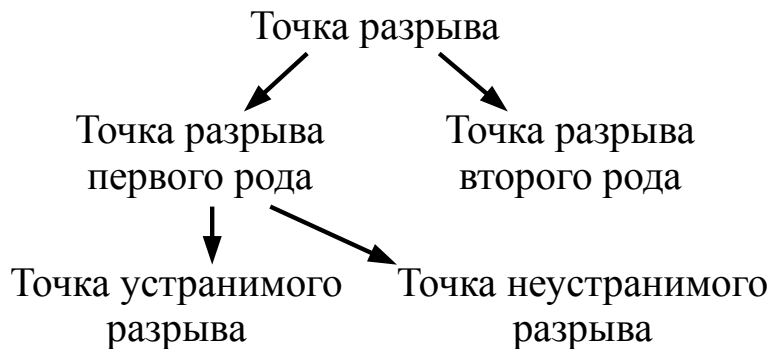 Точка разрыва
Точка разрыва
первого рода
Точка разрыва
второго рода
Точка устранимого
разрыва
Точка неустранимого
разрыва